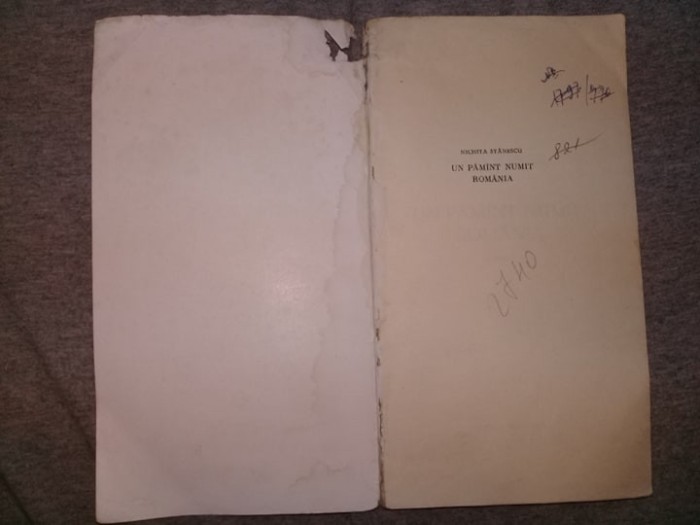 NICHITA STĂNESCU
UN PĂMÎNT NUMIT
ROMÂNIA
821
2740